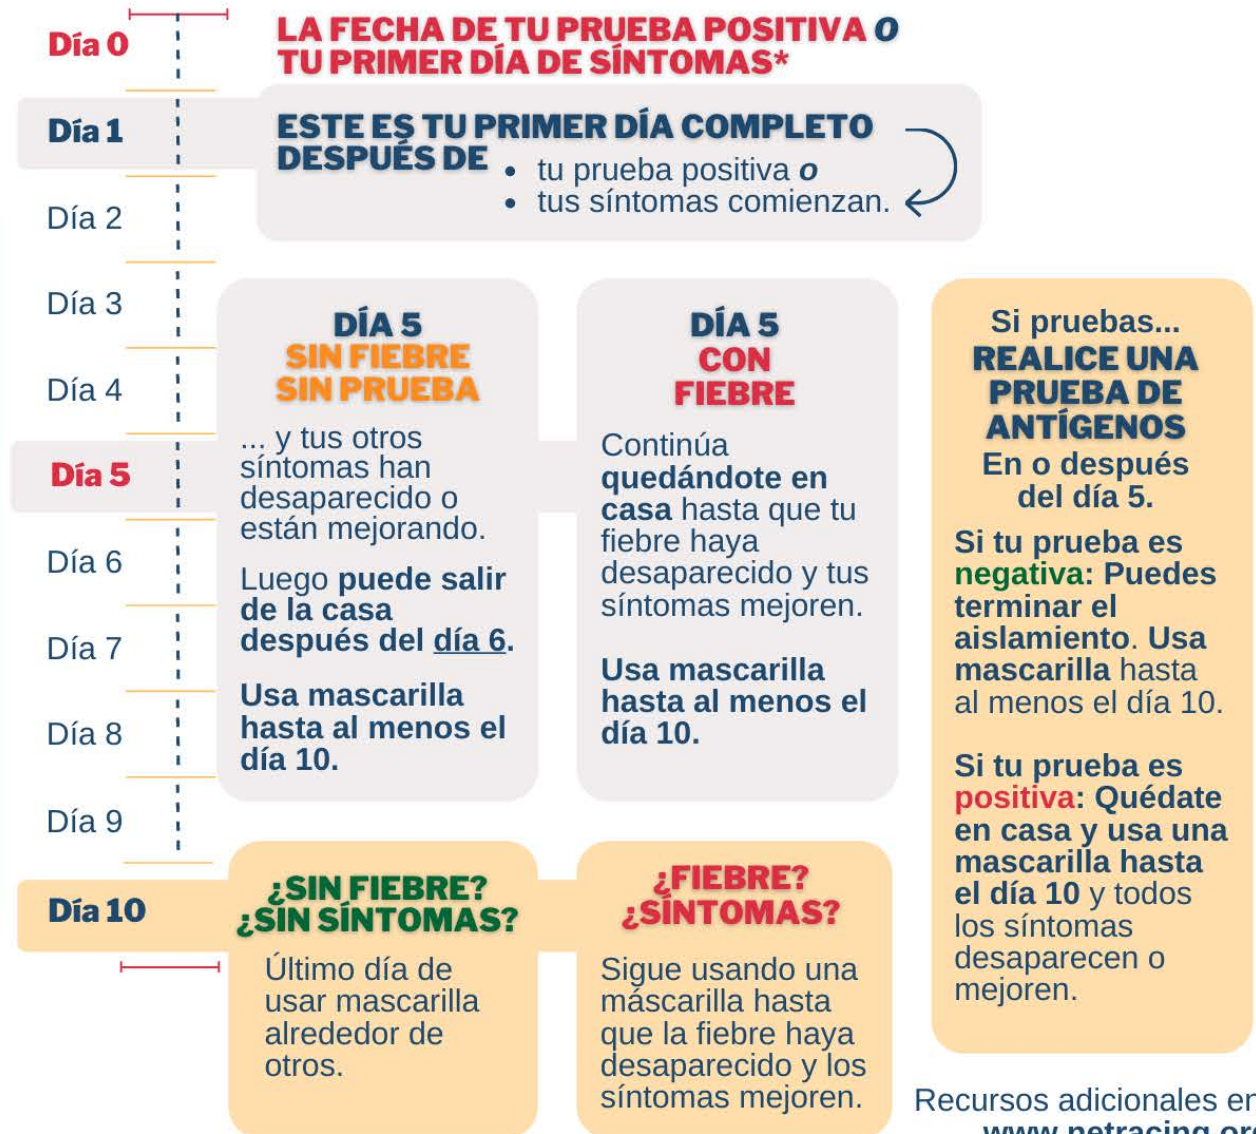 Día 0
LA FECHA DE TU PRUEBA POSITIVA O
TU PRIMER DÍA DE SÍNTOMAS*
Día 1
ESTE ES TU PRIMER DÍA COMPLETO
DESPUÉS DE
• tu prueba positiva o
• tus síntomas comienzan.
Día 2
Día 3
Día 4
Día 5
Día 6
Día 7
Día 8
Día 9
Día 10
DÍA 5
SIN FIEBRE
SIN PRUEBA
... y tus otros
síntomas han
desaparecido o
están mejorando.
Luego puede salir
de la casa
después del día 6.
Usa mascarilla
hasta al menos el
día 10.
DÍA 5
CON
FIEBRE
Continúa
quedándote en
casa hasta que tu
fiebre haya
desaparecido y tus
síntomas mejoren.
Usa mascarilla
hasta al menos el
día 10.
Si pruebas...
REALICE UNA
PRUEBA DE
ANTÍGENOS
En o después
del día 5.
Si tu prueba es
negativa: Puedes
terminar el
aislamiento. Usa
mascarilla hasta
al menos el día 10.
Si tu prueba es
positiva: Quédate
en casa y usa una
mascarilla hasta
el día 10 y todos
los síntomas
desaparecen o
mejoren.
¿SIN FIEBRE?
¿SIN SÍNTOMAS?
Último día de
usar mascarilla
alrededor de
otros.
¿FIEBRE?
¿SÍNTOMAS?
Sigue usando una
máscarilla hasta
que la fiebre haya
desaparecido y los
síntomas mejoren.
Recursos adicionales en
www.netracing.org